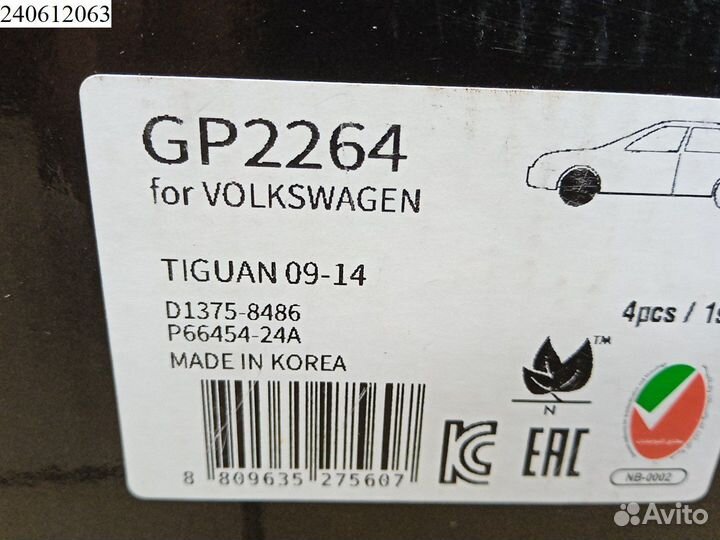 240612063
GP2264
for VOLKSWAGEN
TIGUAN 09-14
D1375-8486
P66454-24A
4pcs / 1s
MADE IN KOREA
TM
N
8 809635 275607
EAC
NB-0002
Avito